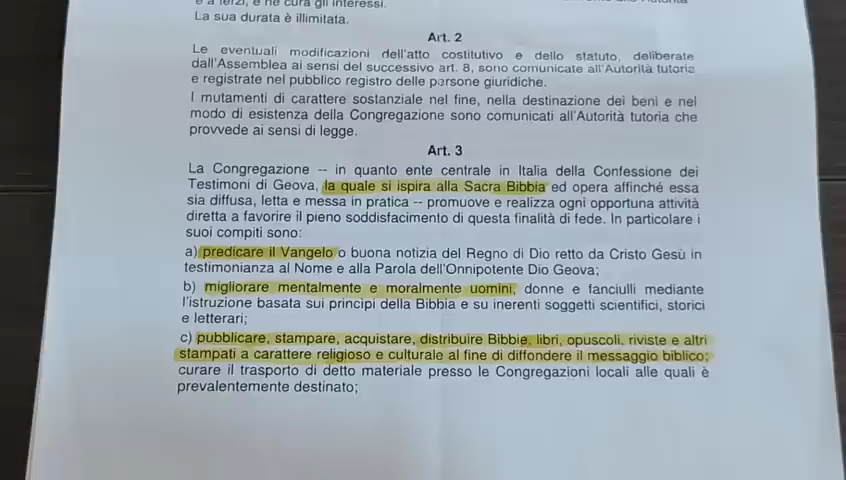 e a terzi, e ne cura gli interessi.
La sua durata è illimitata.
Art. 2
Le eventuali modificazioni dell'atto costitutivo e dello statuto, deliberate
dall'Assemblea ai sensi del successivo art. 8, sono comunicate all'Autorità tutoria
e registrate nel pubblico registro delle persone giuridiche.
I mutamenti di carattere sostanziale nel fine, nella destinazione dei beni e nel
modo di esistenza della Congregazione sono comunicati all'Autorità tutoria che
provvede ai sensi di legge.
Art. 3
La Congregazione -- in quanto ente centrale in Italia della Confessione dei
Testimoni di Geova, la quale si ispira alla Sacra Bibbia ed opera affinché essa
sia diffusa, letta e messa in pratica -- promuove e realizza ogni opportuna attività
diretta a favorire il pieno soddisfacimento di questa finalità di fede. In particolare i
suoi compiti sono:
a) predicare il Vangelo o buona notizia del Regno di Dio retto da Cristo Gesù in
testimonianza al Nome e alla Parola dell'Onnipotente Dio Geova;
b) migliorare mentalmente e moralmente uomini, donne e fanciulli mediante
l'istruzione basata sui principi della Bibbia e su inerenti soggetti scientifici, storici
e letterari;
c) pubblicare, stampare, acquistare, distribuire Bibbie, libri, opuscoli, riviste e altri
stampati a carattere religioso e culturale al fine di diffondere il messaggio biblico;
curare il trasporto di detto materiale presso le Congregazioni locali alle quali è
prevalentemente destinato;